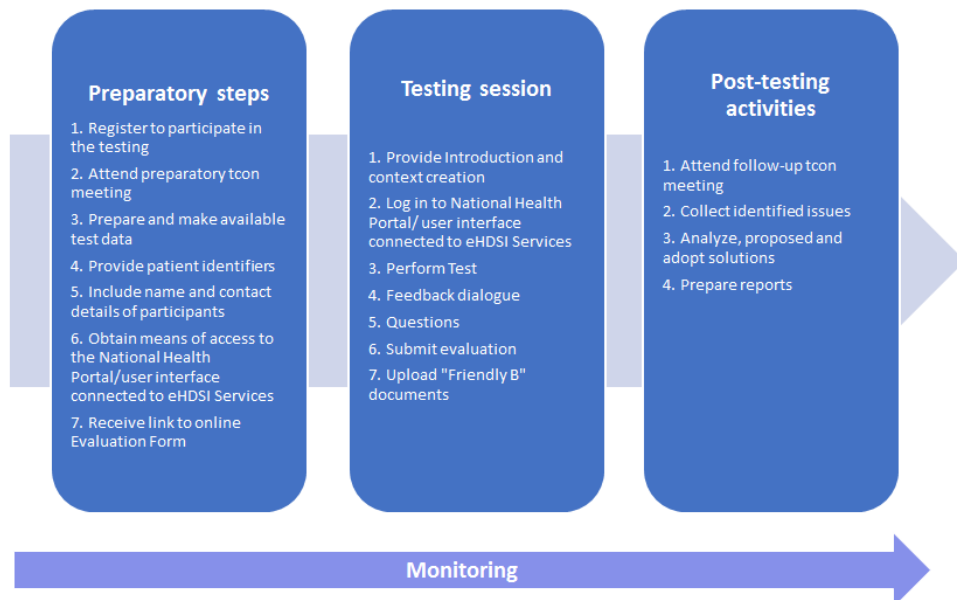 Preparatory steps
1. Register to participate in
the testing
2. Attend preparatory tcon
meeting
3. Prepare and make available
test data
4. Provide patient identifiers
5. Include name and contact
details of participants
6. Obtain means of access to
the National Health
Portal/user interface
connected to eHDSI Services
7. Receive link to online
Evaluation Form
Testing session
1. Provide Introduction and
context creation
2. Log in to National Health
Portal/ user interface
connected to eHDSI Services
3. Perform Test
4. Feedback dialogue
5. Questions
6. Submit evaluation
7. Upload "Friendly B"
documents
Post-testing
activities
1. Attend follow-up tcon
meeting
2. Collect identified issues
3. Analyze, proposed and
adopt solutions
4. Prepare reports
Monitoring